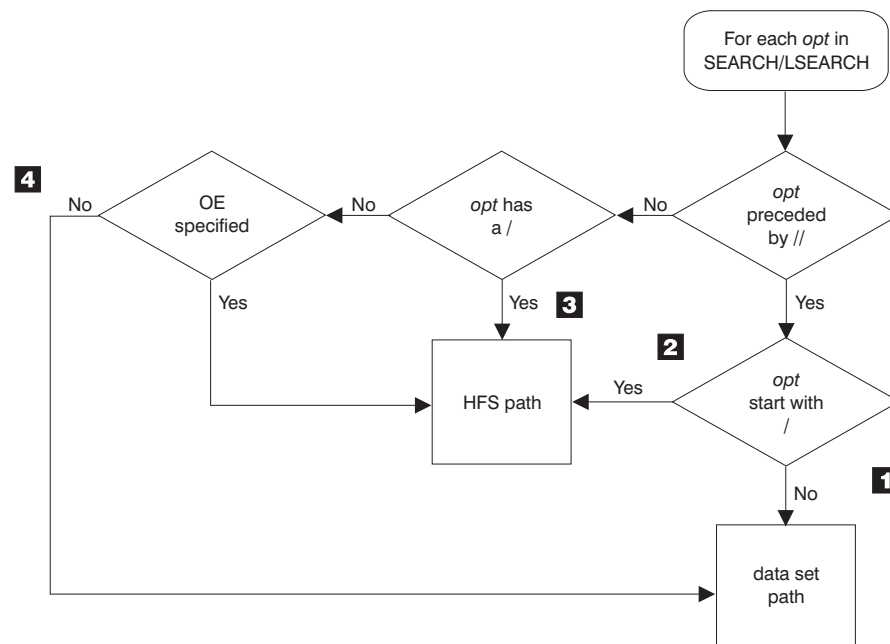 For each opt in
SEARCH/LSEARCH
4
No
OE
specified
No
opt has
a /
No
opt
preceded
by //
Yes
Yes
3
Yes
2
HFS path
Yes
opt
start with
/
No
1
data set
path